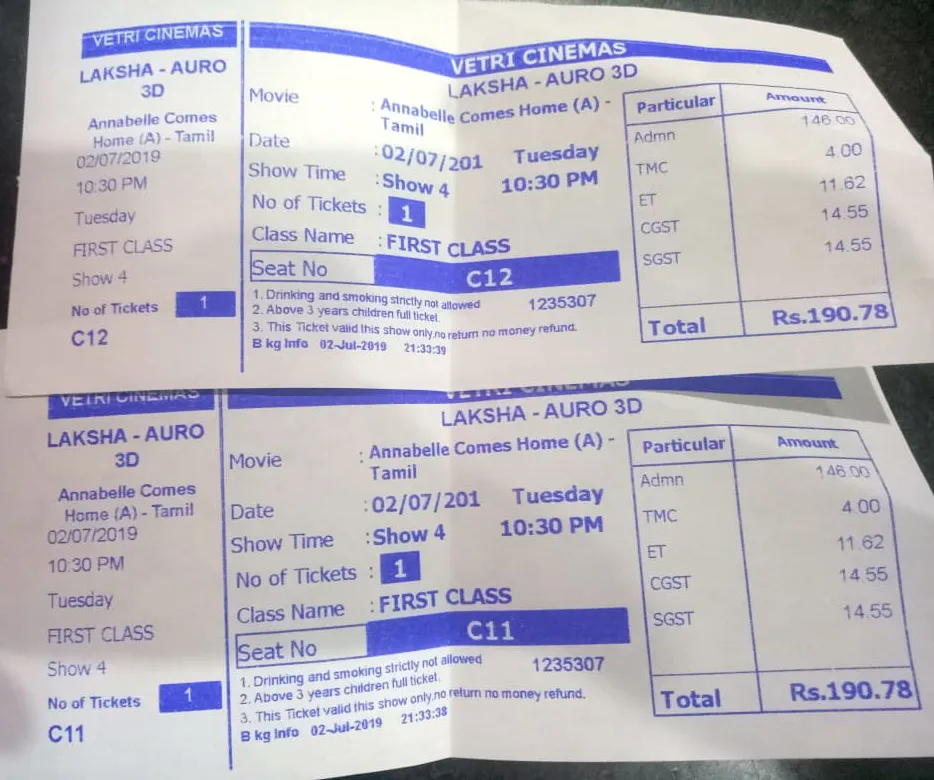 VETRI CINEMAS
LAKSHA - AURO
3D
Annabelle Comes
Home (A) - Tamil
02/07/2019
10:30 PM
Tuesday
FIRST CLASS
Show 4
No of Tickets 1
C12
VETRI CINEMAS
LAKSHA - AURO 3D
Movie : Annabelle Comes Home (A) -
Tamil
Date : 02/07/201 Tuesday
Show Time : Show 4 10:30 PM
No of Tickets : 1
Class Name : FIRST CLASS
Seat No C12
1. Drinking and smoking strictly not allowed 1235307
2. Above 3 years children full ticket.
3. This Ticket valid this show only,no return no money refund.
B kg Info 02-Jul-2019 21:33:39
Particular Amount
Admn 146.00
TMC 4.00
ET 11.62
CGST 14.55
SGST 14.55
Total Rs.190.78
VETRI CINEMAS
LAKSHA - AURO
3D
Annabelle Comes
Home (A) - Tamil
02/07/2019
10:30 PM
Tuesday
FIRST CLASS
Show 4
No of Tickets 1
C11
VETRI CINEMAS
LAKSHA - AURO 3D
Movie : Annabelle Comes Home (A) -
Tamil
Date : 02/07/201 Tuesday
Show Time : Show 4 10:30 PM
No of Tickets : 1
Class Name : FIRST CLASS
Seat No C11
1. Drinking and smoking strictly not allowed 1235307
2. Above 3 years children full ticket.
3. This Ticket valid this show only,no return no money refund.
B kg Info 02-Jul-2019 21:33:38
Particular Amount
Admn 146.00
TMC 4.00
ET 11.62
CGST 14.55
SGST 14.55
Total Rs.190.78